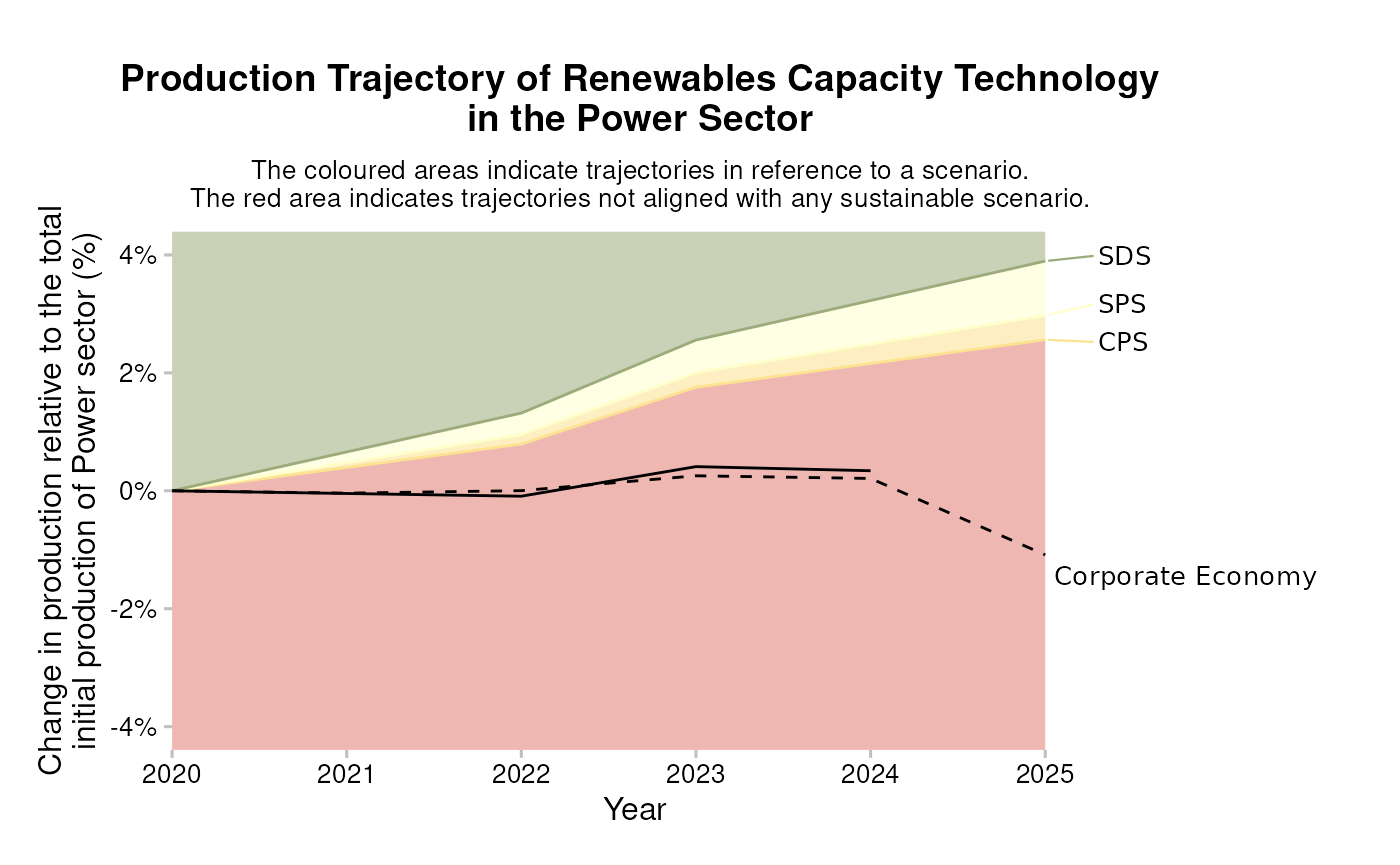 Production Trajectory of Renewables Capacity Technology
in the Power Sector
The coloured areas indicate trajectories in reference to a scenario.
The red area indicates trajectories not aligned with any sustainable scenario.
Change in production relative to the total
initial production of Power sector (%)
4%
2%
0%
-2%
-4%
SDS
SPS
CPS
Corporate Economy
2020
2021
2022
2023
2024
2025
Year